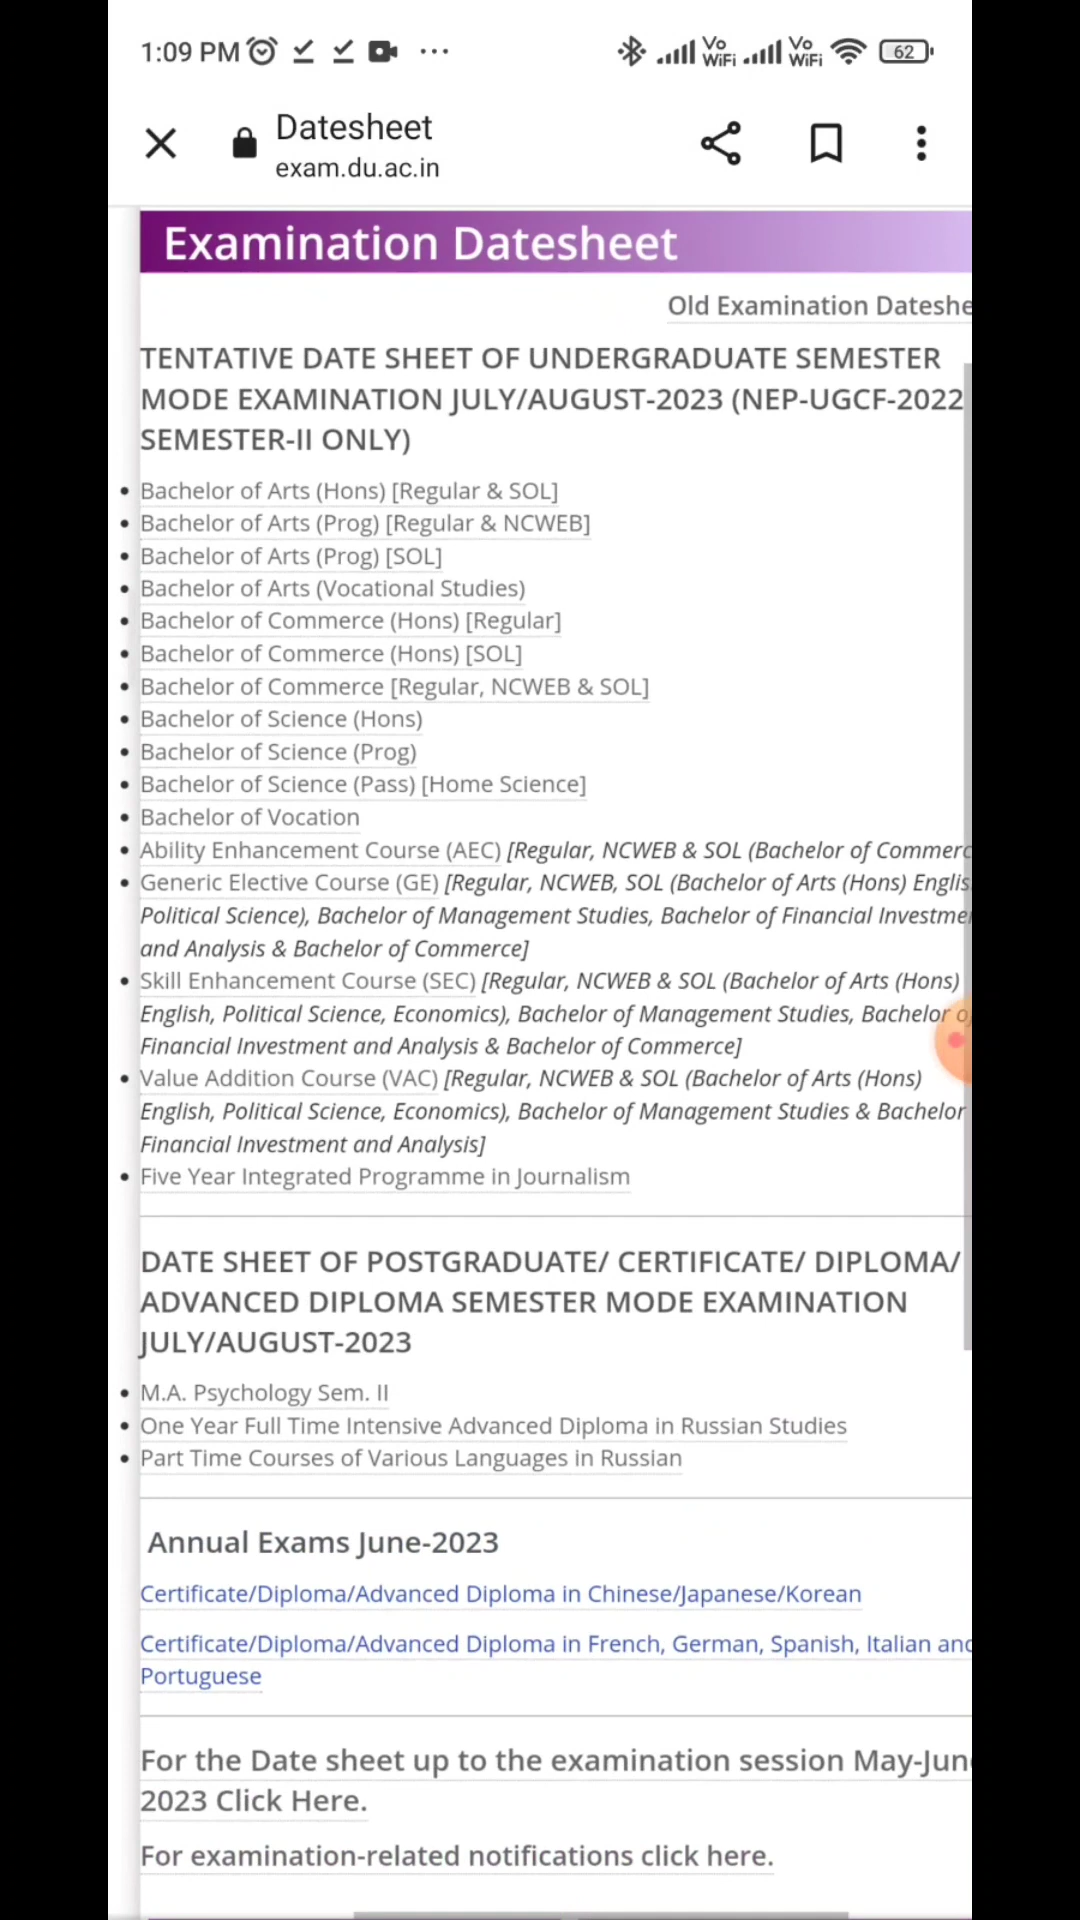 1:09 PM
Vo WiFi
Vo WiFi
62
Datesheet
exam.du.ac.in
Examination Datesheet
Old Examination Dateshe
TENTATIVE DATE SHEET OF UNDERGRADUATE SEMESTER
MODE EXAMINATION JULY/AUGUST-2023 (NEP-UGCF-2022
SEMESTER-II ONLY)
Bachelor of Arts (Hons) [Regular & SOL]
Bachelor of Arts (Prog) [Regular & NCWEB]
Bachelor of Arts (Prog) [SOL]
Bachelor of Arts (Vocational Studies)
Bachelor of Commerce (Hons) [Regular]
Bachelor of Commerce (Hons) [SOL]
Bachelor of Commerce [Regular, NCWEB & SOL]
Bachelor of Science (Hons)
Bachelor of Science (Prog)
Bachelor of Science (Pass) [Home Science]
Bachelor of Vocation
Ability Enhancement Course (AEC) [Regular, NCWEB & SOL (Bachelor of Commerc
Generic Elective Course (GE) [Regular, NCWEB, SOL (Bachelor of Arts (Hons) Englis
Political Science), Bachelor of Management Studies, Bachelor of Financial Investme
and Analysis & Bachelor of Commerce]
Skill Enhancement Course (SEC) [Regular, NCWEB & SOL (Bachelor of Arts (Hons)
English, Political Science, Economics), Bachelor of Management Studies, Bachelor o
Financial Investment and Analysis & Bachelor of Commerce]
Value Addition Course (VAC) [Regular, NCWEB & SOL (Bachelor of Arts (Hons)
English, Political Science, Economics), Bachelor of Management Studies & Bachelor
Financial Investment and Analysis]
Five Year Integrated Programme in Journalism
DATE SHEET OF POSTGRADUATE/ CERTIFICATE/ DIPLOMA/
ADVANCED DIPLOMA SEMESTER MODE EXAMINATION
JULY/AUGUST-2023
M.A. Psychology Sem. II
One Year Full Time Intensive Advanced Diploma in Russian Studies
Part Time Courses of Various Languages in Russian
Annual Exams June-2023
Certificate/Diploma/Advanced Diploma in Chinese/Japanese/Korean
Certificate/Diploma/Advanced Diploma in French, German, Spanish, Italian and
Portuguese
For the Date sheet up to the examination session May-Jun
2023 Click Here.
For examination-related notifications click here.